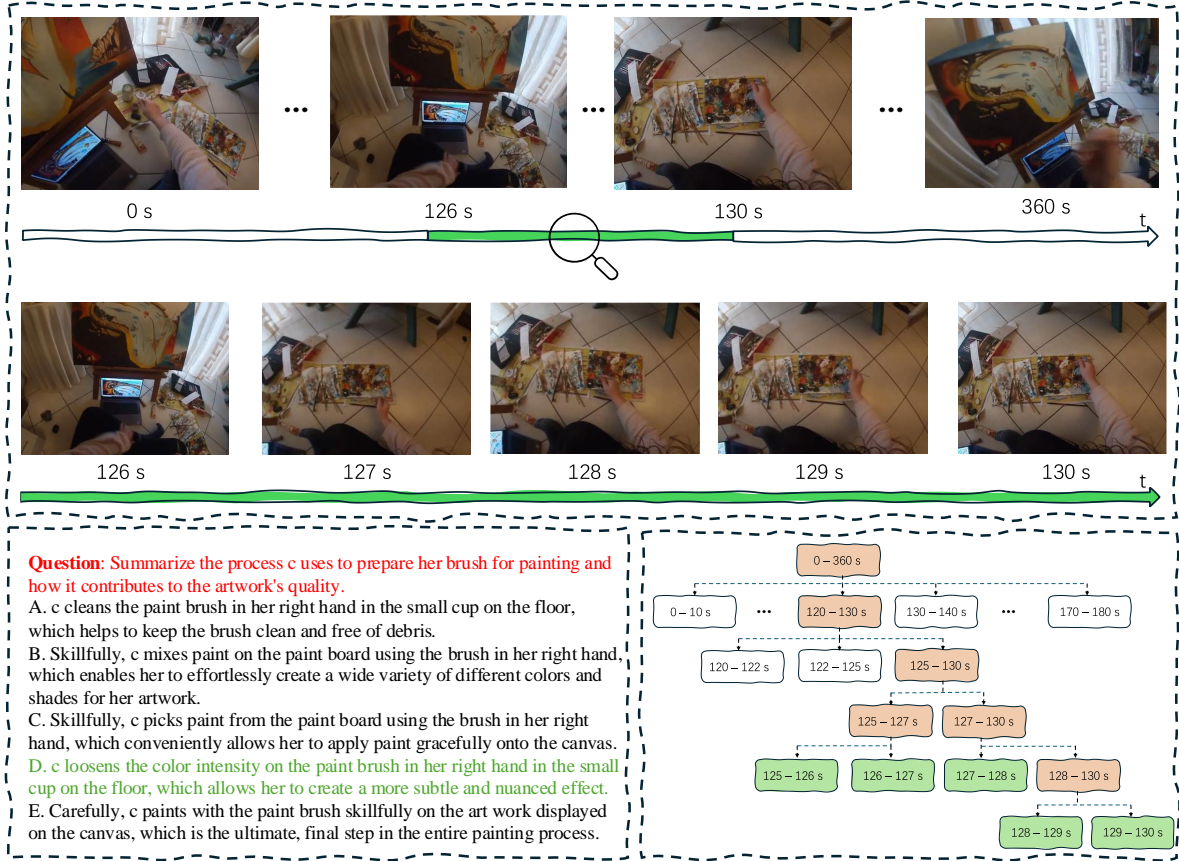 0 s
126 s
130 s
360 s
t
126 s
127 s
128 s
129 s
130 s
t
Question: Summarize the process c uses to prepare her brush for painting and
how it contributes to the artwork's quality.
A. c cleans the paint brush in her right hand in the small cup on the floor,
which helps to keep the brush clean and free of debris.
B. Skillfully, c mixes paint on the paint board using the brush in her right hand,
which enables her to effortlessly create a wide variety of different colors and
shades for her artwork.
C. Skillfully, c picks paint from the paint board using the brush in her right
hand, which conveniently allows her to apply paint gracefully onto the canvas.
D. c loosens the color intensity on the paint brush in her right hand in the small
cup on the floor, which allows her to create a more subtle and nuanced effect.
E. Carefully, c paints with the paint brush skillfully on the art work displayed
on the canvas, which is the ultimate, final step in the entire painting process.
0 – 360 s
0 – 10 s
...
120 – 130 s
130 – 140 s
...
170 – 180 s
120 – 122 s
122 – 125 s
125 – 130 s
125 – 127 s
127 – 130 s
125 – 126 s
126 – 127 s
127 – 128 s
128 – 130 s
128 – 129 s
129 – 130 s